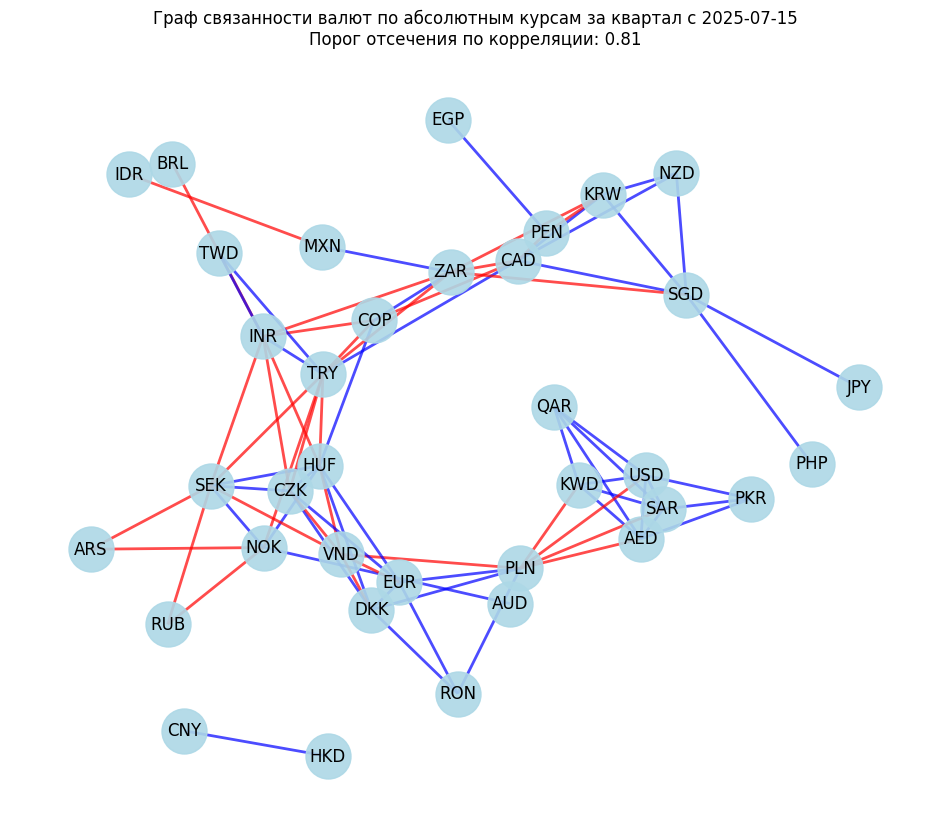 Граф связанности валют по абсолютным курсам за квартал с 2025-07-15
Порог отсечения по корреляции: 0.81
EGP
BRL
IDR
NZD
KRW
PEN
MXN
TWD
CAD
ZAR
SGD
COP
INR
TRY
JPY
QAR
HUF
PHP
USD
SEK
KWD
CZK
PKR
SAR
AED
ARS
NOK
VND
PLN
EUR
AUD
DKK
RUB
RON
CNY
HKD